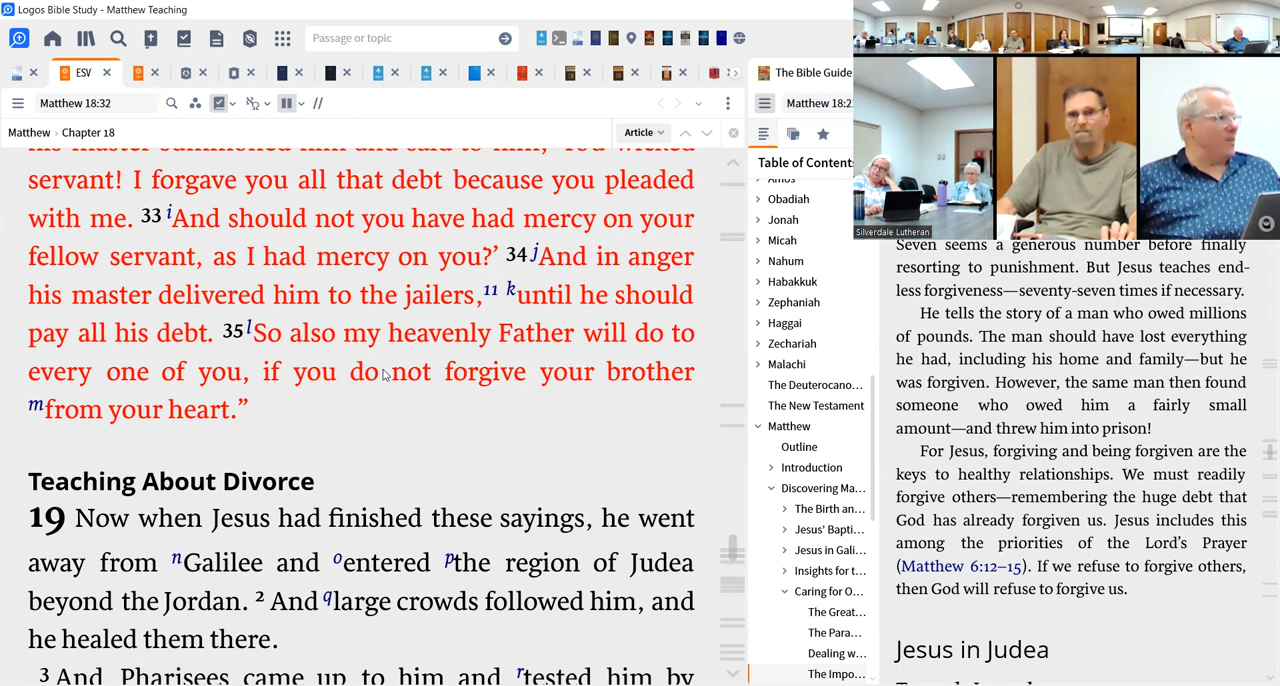 Logos Bible Study - Matthew Teaching
Passage or topic
ESV
The Bible Guide
Matthew 18:32
Matthew 18:2
Matthew › Chapter 18
Article
servant! I forgave you all that debt because you pleaded
with me. 33 iAnd should not you have had mercy on your
fellow servant, as I had mercy on you?’ 34 jAnd in anger
his master delivered him to the jailers,11 kuntil he should
pay all his debt. 35 lSo also my heavenly Father will do to
every one of you, if you do not forgive your brother
mfrom your heart.”
Teaching About Divorce
19 Now when Jesus had finished these sayings, he went
away from nGalilee and oentered pthe region of Judea
beyond the Jordan. 2 And qlarge crowds followed him, and
he healed them there.
3 And Pharisees came up to him and rtested him by
Table of Contents
Amos
Obadiah
Jonah
Micah
Nahum
Habakkuk
Zephaniah
Haggai
Zechariah
Malachi
The Deuterocano...
The New Testament
Matthew
Outline
Introduction
Discovering Ma...
The Birth an...
Jesus' Bapti...
Jesus in Gali...
Insights for t...
Caring for O...
The Great...
The Para...
Dealing w...
The Impo...
Silverdale Lutheran
Seven seems a generous number before finally
resorting to punishment. But Jesus teaches end-
less forgiveness—seventy-seven times if necessary.
He tells the story of a man who owed millions
of pounds. The man should have lost everything
he had, including his home and family—but he
was forgiven. However, the same man then found
someone who owed him a fairly small
amount—and threw him into prison!
For Jesus, forgiving and being forgiven are the
keys to healthy relationships. We must readily
forgive others—remembering the huge debt that
God has already forgiven us. Jesus includes this
among the priorities of the Lord’s Prayer
(Matthew 6:12–15). If we refuse to forgive others,
then God will refuse to forgive us.
Jesus in Judea